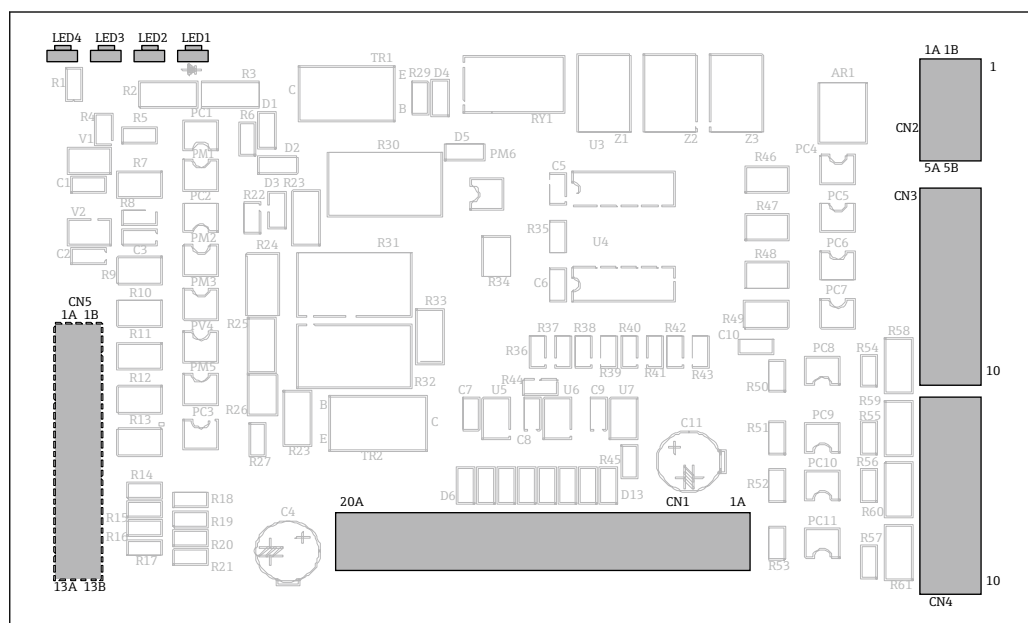 LED4 LED3 LED2 LED1
1A 1B
1
TR1
R1
R2
R3
C
E
R29 D4
AR1
B
RY1
U3
Z1
Z2
Z3
CN2
R4
R5
PC1
R6
D1
V1
PM1
R7
D2
R30
D5
PM6
C5
R46
PC4
5A 5B
C1
PC2
D3 R23
R22
R8
V2
PM2
C3
C2
R9
R24
R31
R35
U4
R47
PC5
CN3
R48
PC6
R34
C6
PC7
CN5
1A 1B
R10
PM3
R33
R49
C10
R11
R25
PV4
R36
R37 R38 R40 R42
R39 R41 R43
PC8
R54
R58
10
R12
PM5
R32
R44
R50
R26
B
C
C7 U5
C8
U6
C9 U7
R59
R55
R13
PC3
R23
E
TR2
R27
C11
R45
R51
PC9
R52
PC10
R56
R60
R14
R15
R16
R17
R18
R19
R20
R21
C4
D6
D13
20A
CN1
1A
R53
PC11
R57
R61
13A 13B
10
CN4